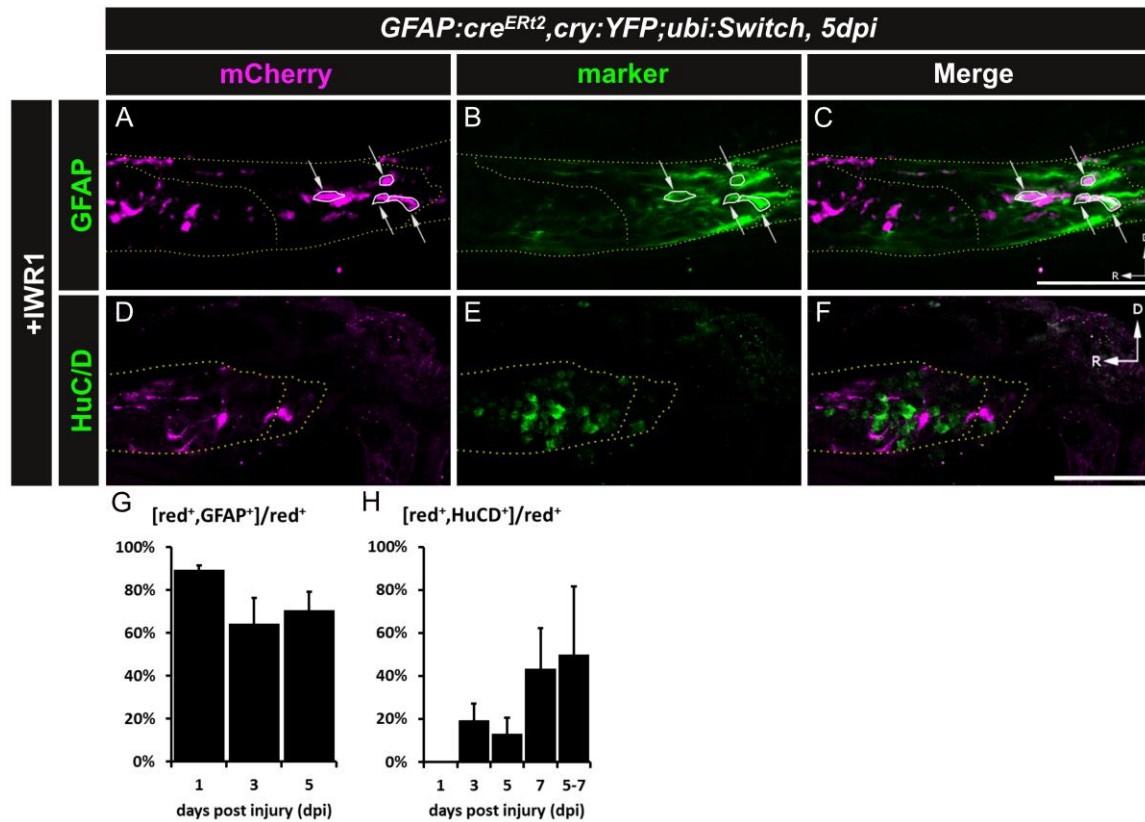 GFAP:cre^ERt2,cry:YFP;ubi:Switch, 5dpi
mCherry
marker
Merge
+IWR1
GFAP
A
B
C
R
HuC/D
D
E
F
D
R
G
[red⁺,GFAP⁺]/red⁺
100%
80%
60%
40%
20%
0%
1 3 5
days post injury (dpi)
H
[red⁺,HuCD⁺]/red⁺
100%
80%
60%
40%
20%
0%
1 3 5 7 5-7
days post injury (dpi)